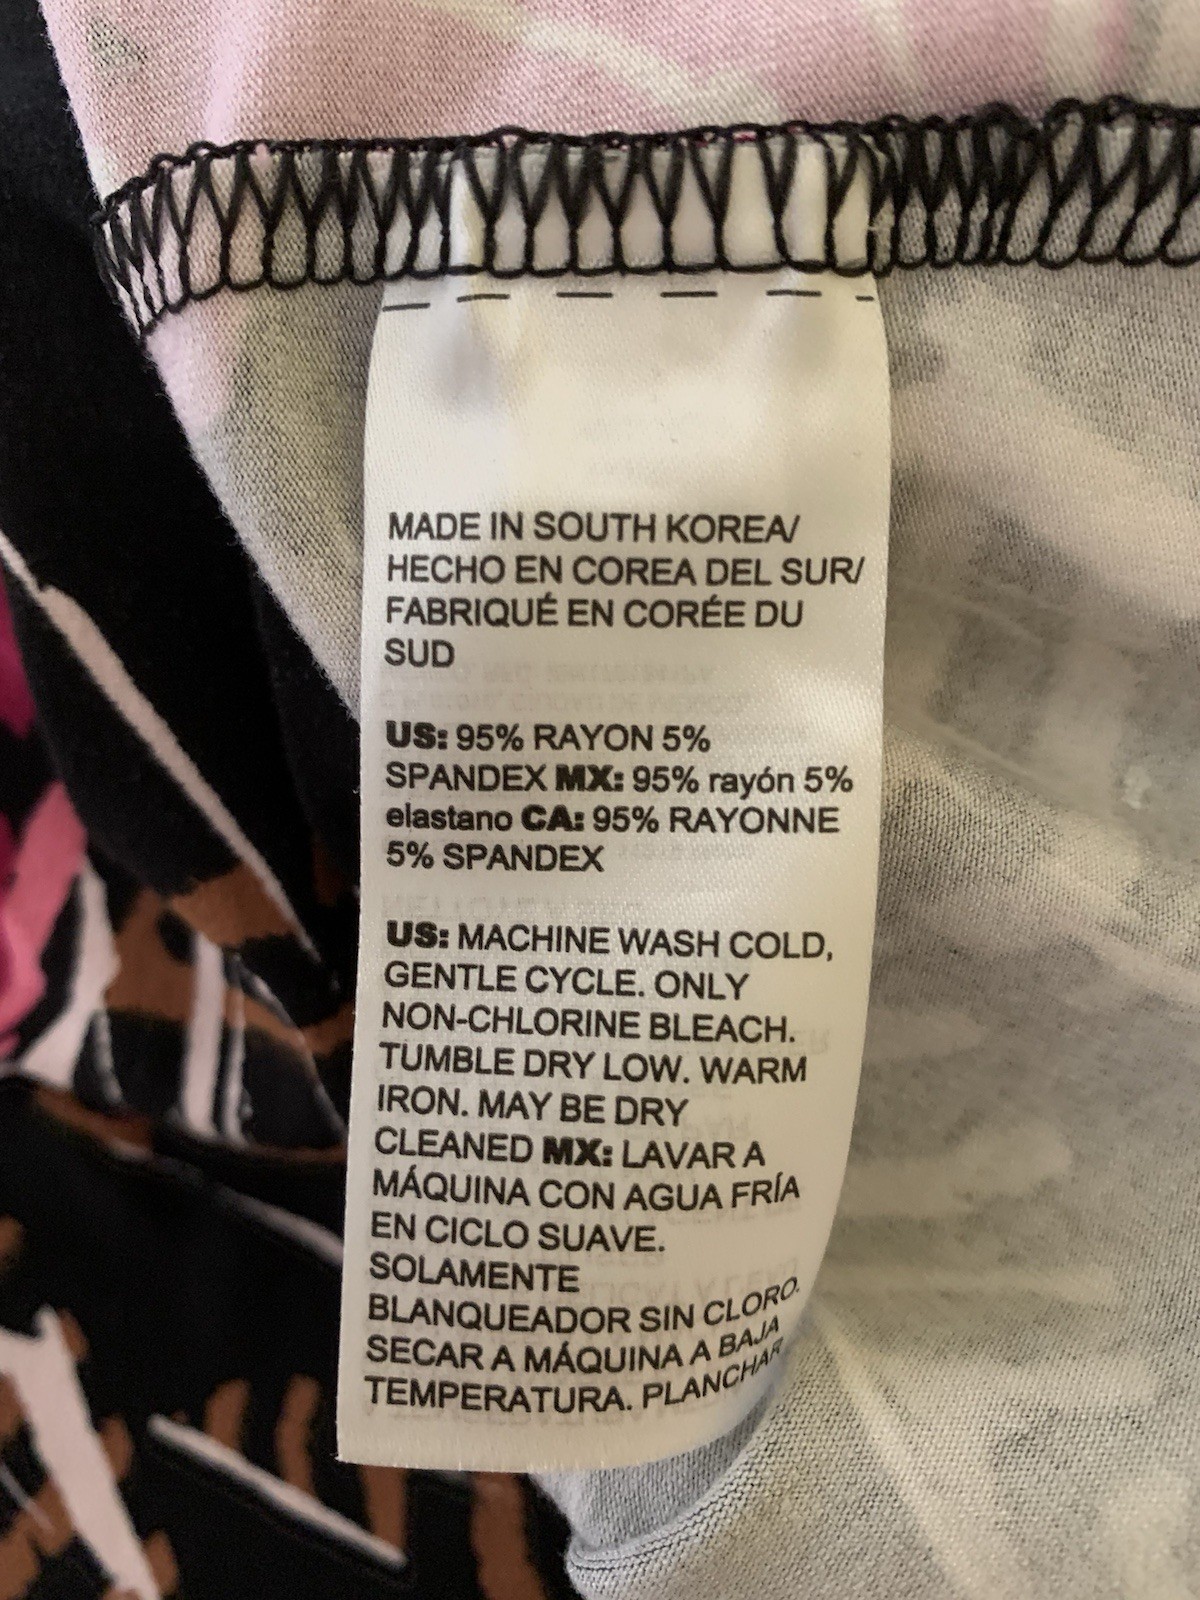 MADE IN SOUTH KOREA/
HECHO EN COREA DEL SUR/
FABRIQUÉ EN CORÉE DU
SUD
US: 95% RAYON 5%
SPANDEX MX: 95% rayón 5%
elastano CA: 95% RAYONNE
5% SPANDEX
US: MACHINE WASH COLD,
GENTLE CYCLE. ONLY
NON-CHLORINE BLEACH.
TUMBLE DRY LOW. WARM
IRON. MAY BE DRY
CLEANED MX: LAVAR A
MÁQUINA CON AGUA FRÍA
EN CICLO SUAVE.
SOLAMENTE
BLANQUEADOR SIN CLORO.
SECAR A MÁQUINA A BAJA
TEMPERATURA. PLANCHAR